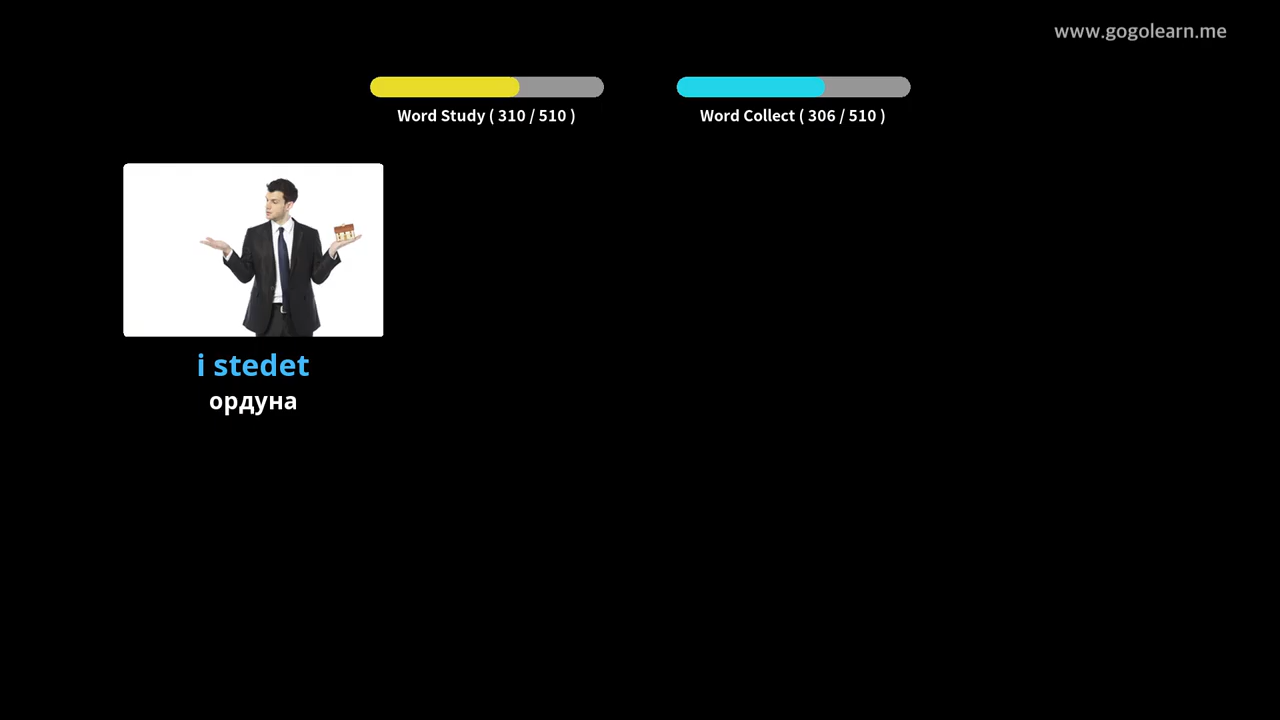 www.gogolearn.me
Word Study ( 310 / 510 )
Word Collect ( 306 / 510 )
i stedet
ордуна